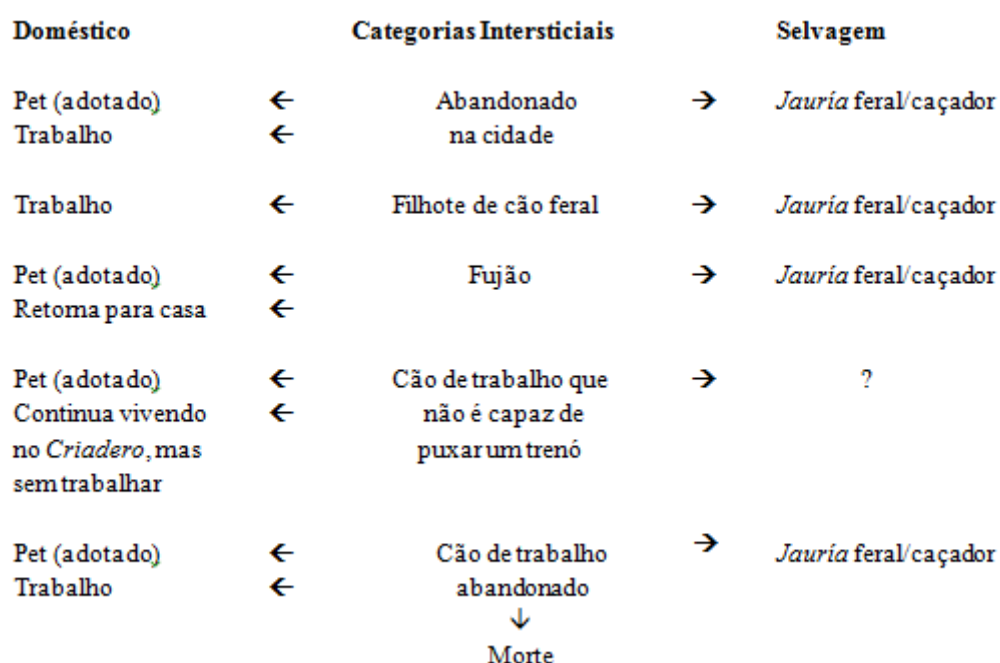 Doméstico Categorias Intersticiais Selvagem
Pet (adotado) ← Abandonado → Jauría feral/caçador
Trabalho ← na cidade
Trabalho ← Filhote de cão feral → Jauría feral/caçador
Pet (adotado) ← Fujão → Jauría feral/caçador
Retorna para casa ←
Pet (adotado) ← Cão de trabalho que → ?
Continua vivendo ← não é capaz de
no Criadero, mas puxar um trenó
sem trabalhar
Pet (adotado) ← Cão de trabalho → Jauría feral/caçador
Trabalho ← abandonado
↓
Morte